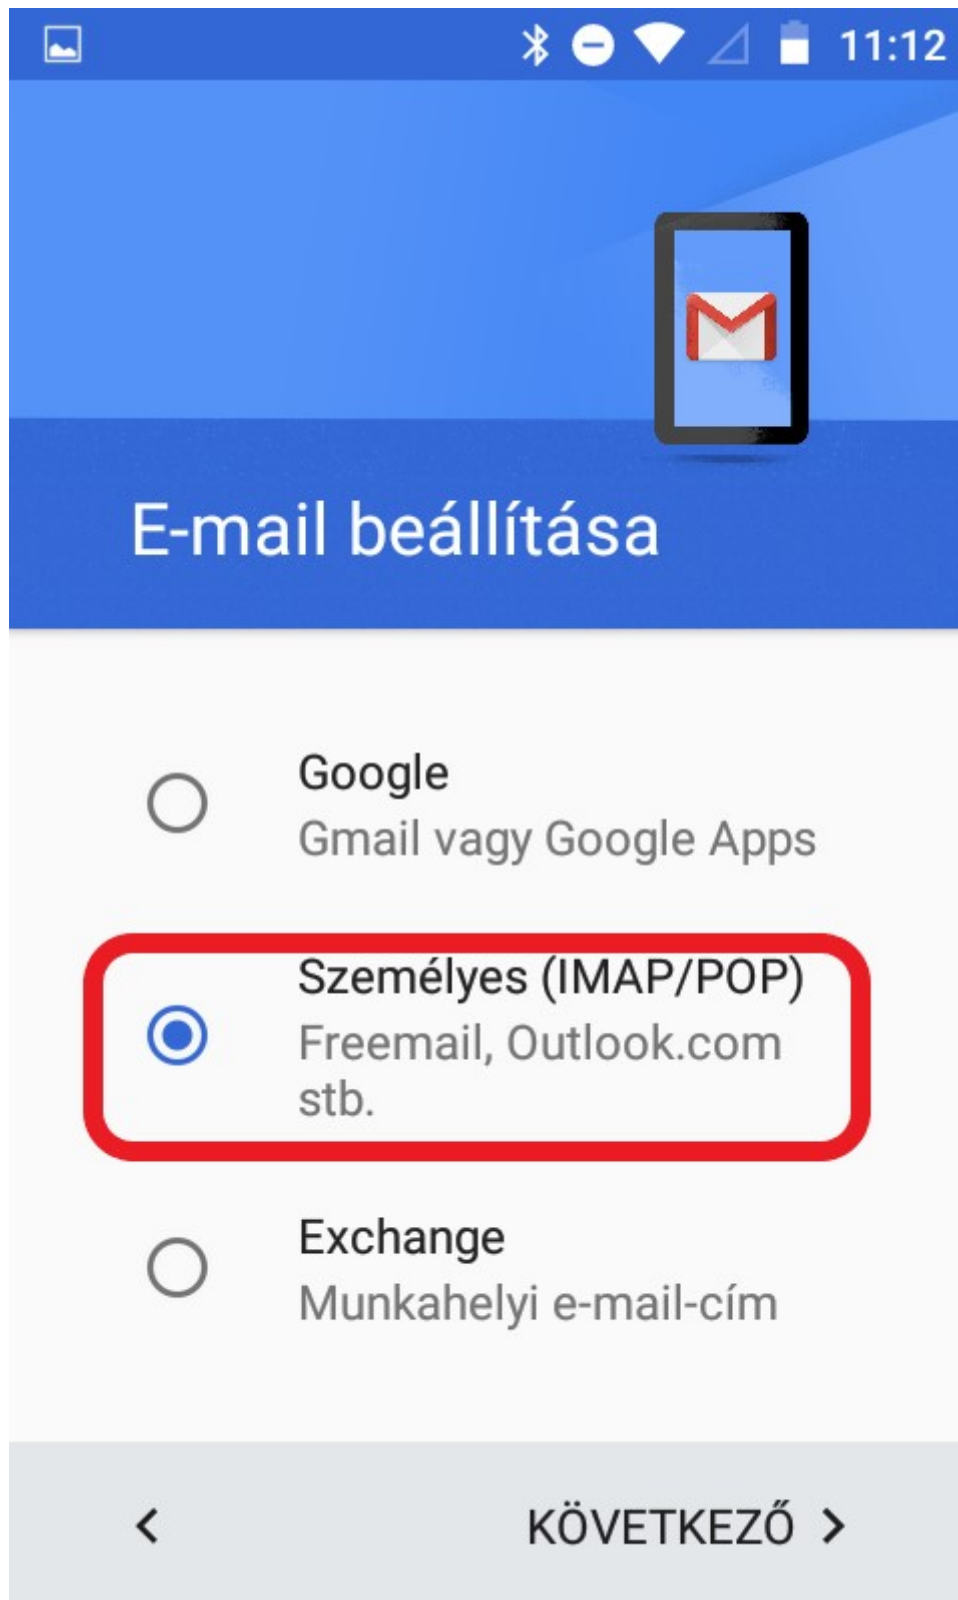 11:12
E-mail beállítása
Google
Gmail vagy Google Apps
Személyes (IMAP/POP)
Freemail, Outlook.com
stb.
Exchange
Munkahelyi e-mail-cím
KÖVETKEZŐ